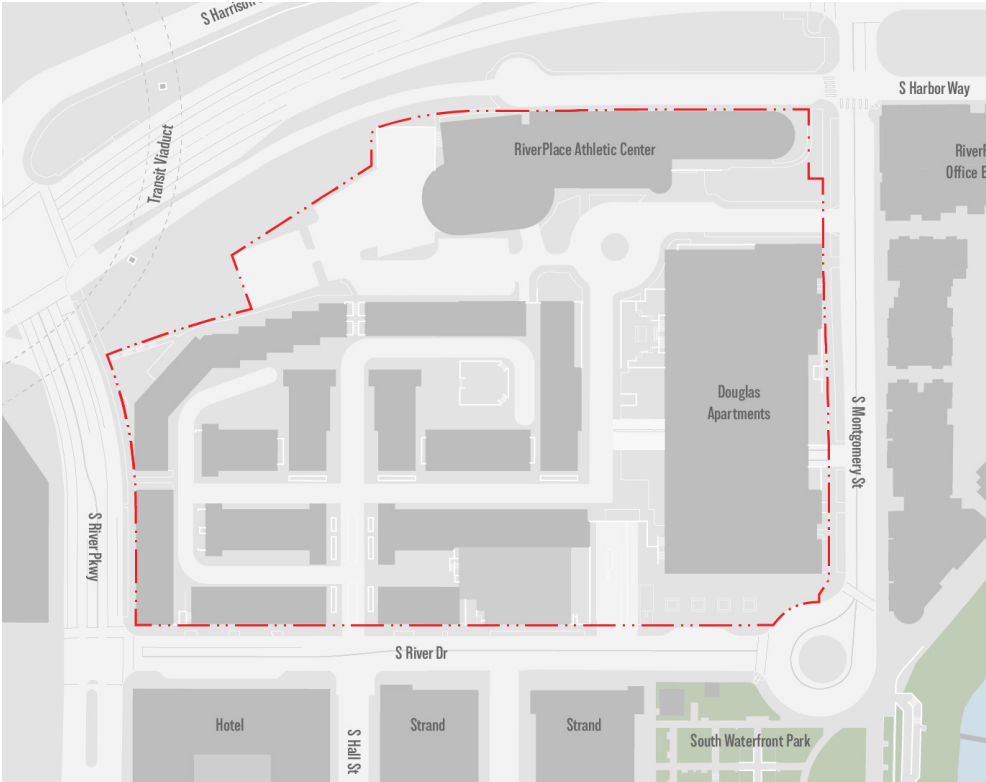 S Harrison
S Harbor Way
Transit Viaduct
RiverPlace Athletic Center
Office
Douglas
Apartments
S Montgomery St
S River Pkwy
S River Dr
Hotel
S Hall St
Strand
Strand
South Waterfront Park